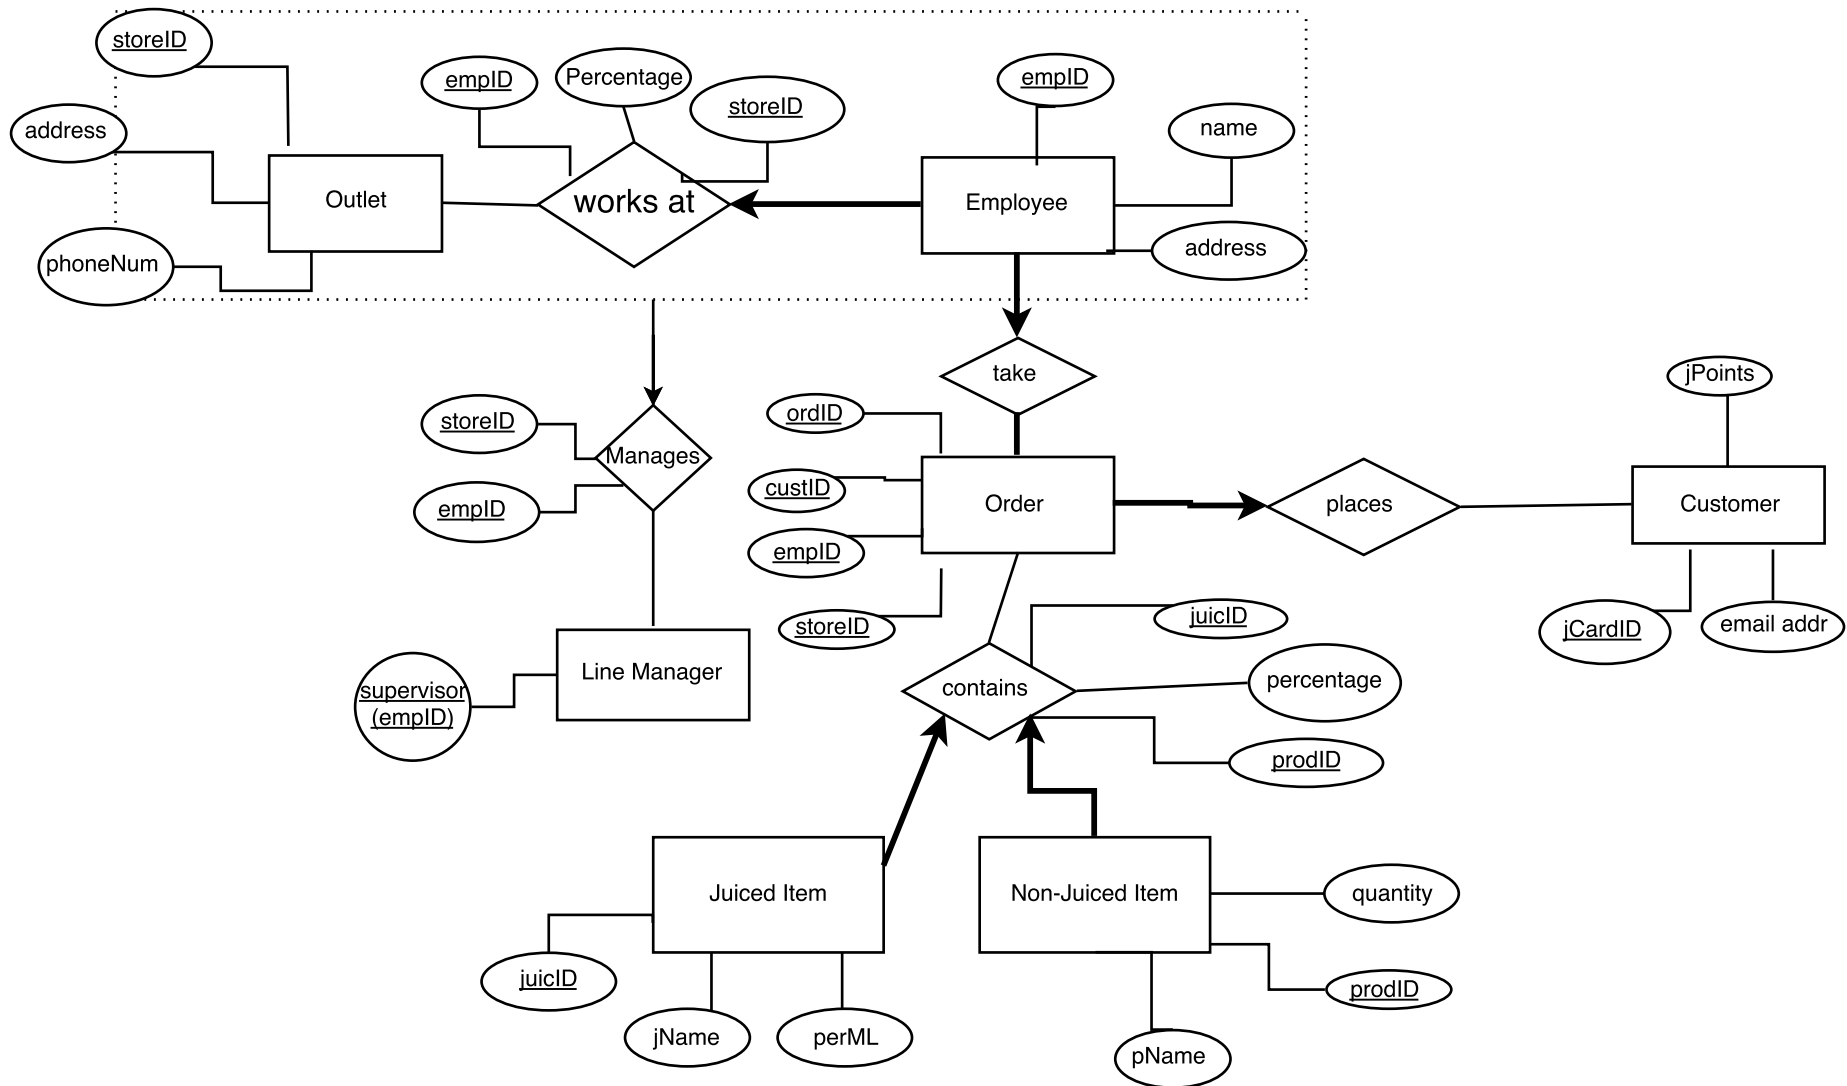 storeID
empID
Percentage
storeID
empID
name
address
Outlet
works at
Employee
address
phoneNum
take
jPoints
storeID
Manages
empID
ordID
custID
empID
storeID
Order
places
Customer
jCardID
email addr
juicID
percentage
prodID
contains
Line Manager
supervisor
(empID)
Juiced Item
Non-Juiced Item
quantity
juicID
jName
perML
prodID
pName